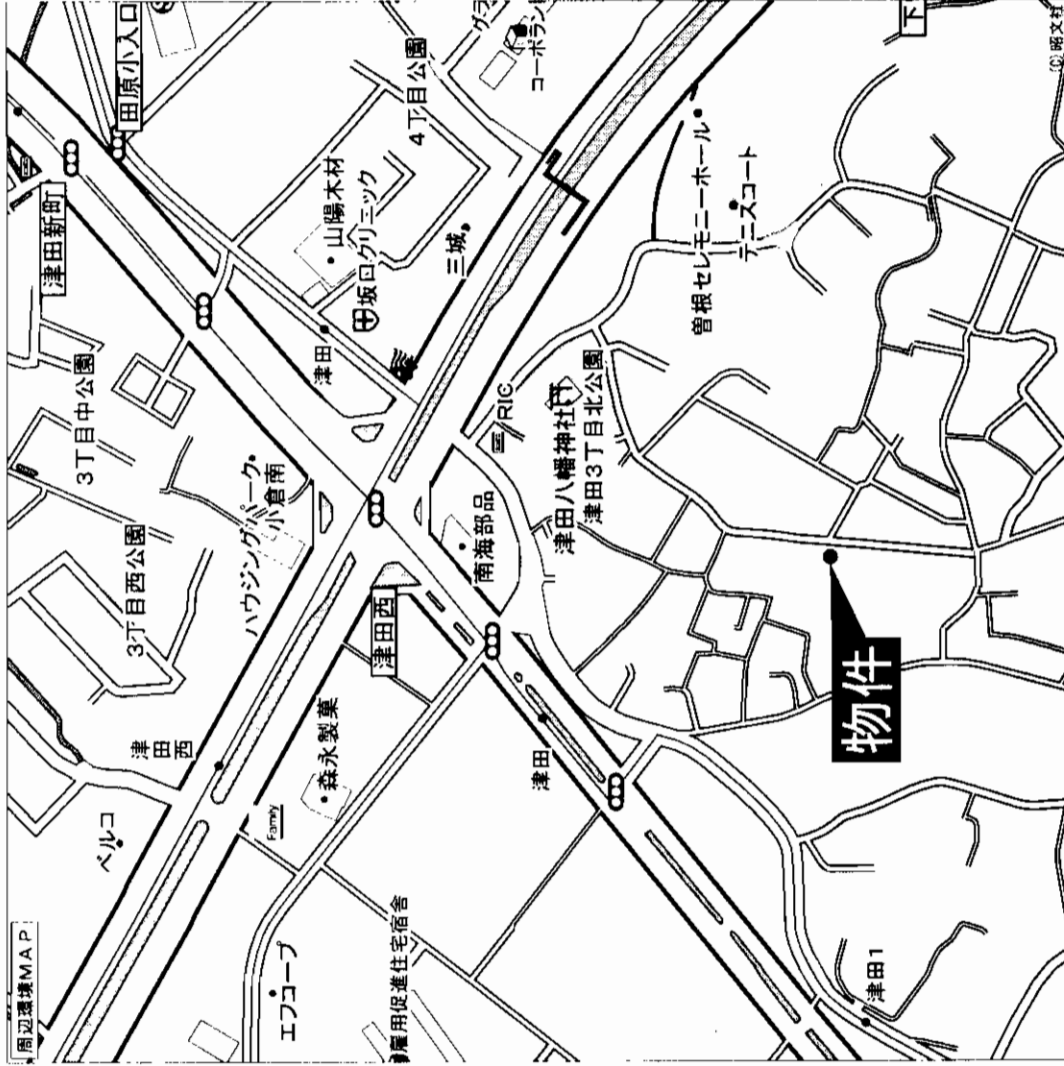 周辺環境MAP
エフコープ
雇用促進住宅宿舎
ベルコ
Family
森永製菓
津田西
津田
津田1
3丁目西公園
ハウジングパーク
小倉南
3丁目中公園
津田新町
田原小入口
津田西
南海部品
RIC
津田八幡神社
津田3丁目北公園
物件
津田
坂口クリニック
山陽木材
三城
4丁目公園
コーポラン
曽根セレモニーホール
テニスコート
下
(C)昭文社